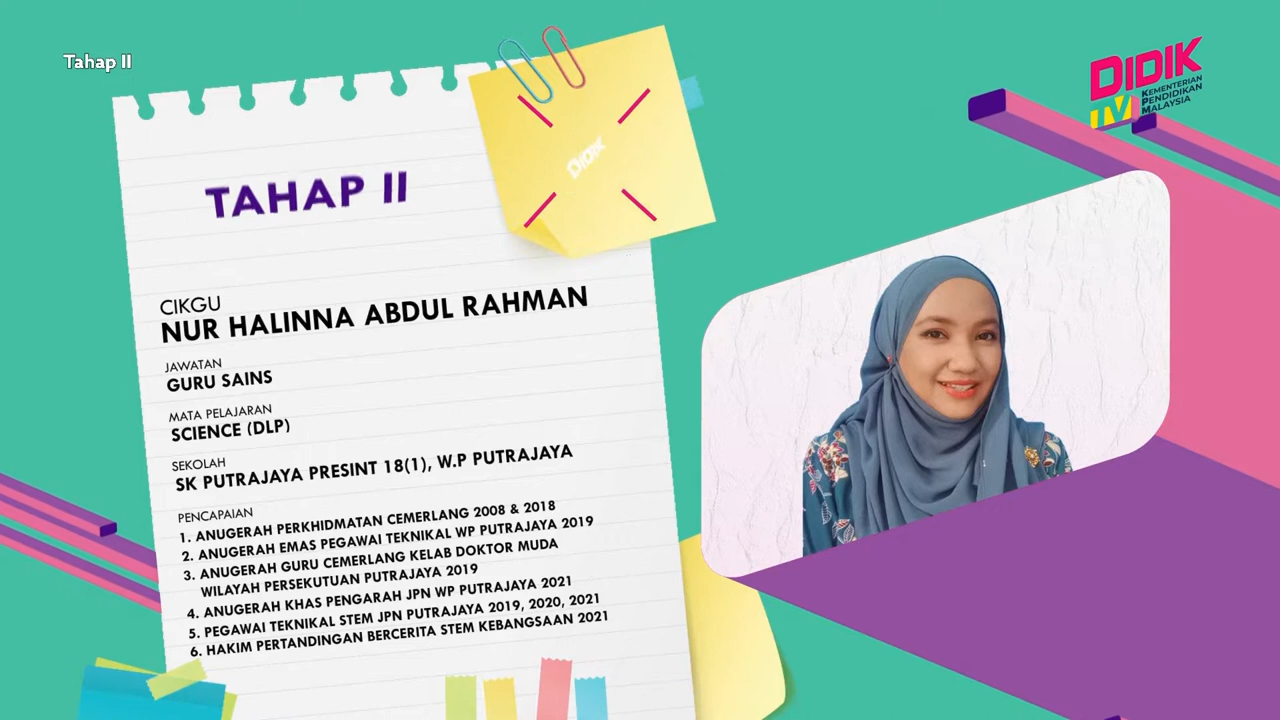 Tahap II
DIDIK
TV
KEMENTERIAN
PENDIDIKAN
MALAYSIA
DIDIK
TAHAP II
CIKGU
NUR HALINNA ABDUL RAHMAN
JAWATAN
GURU SAINS
MATA PELAJARAN
SCIENCE (DLP)
SEKOLAH
SK PUTRAJAYA PRESINT 18(1), W.P PUTRAJAYA
PENCAPAIAN
1. ANUGERAH PERKHIDMATAN CEMERLANG 2008 & 2018
2. ANUGERAH EMAS PEGAWAI TEKNIKAL WP PUTRAJAYA 2019
3. ANUGERAH GURU CEMERLANG KELAB DOKTOR MUDA
WILAYAH PERSEKUTUAN PUTRAJAYA 2019
4. ANUGERAH KHAS PENGARAH JPN WP PUTRAJAYA 2021
5. PEGAWAI TEKNIKAL STEM JPN PUTRAJAYA 2019, 2020, 2021
6. HAKIM PERTANDINGAN BERCERITA STEM KEBANGSAAN 2021